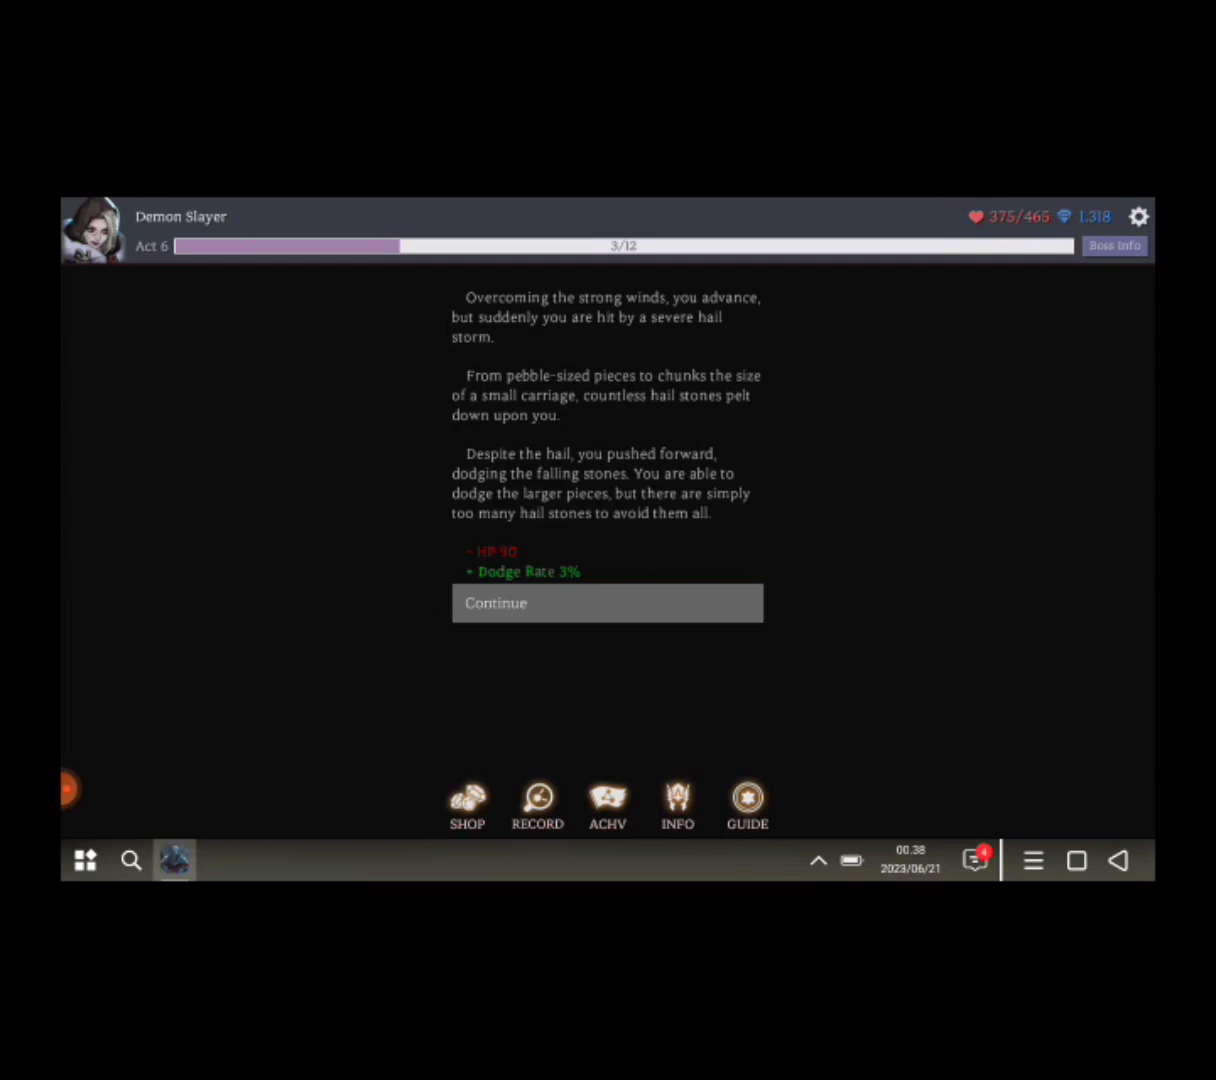 Demon Slayer
375/465
1.318
Act 6
3/12
Boss Info
Overcoming the strong winds, you advance,
but suddenly you are hit by a severe hail
storm.
From pebble-sized pieces to chunks the size
of a small carriage, countless hail stones pelt
down upon you.
Despite the hail, you pushed forward,
dodging the falling stones. You are able to
dodge the larger pieces, but there are simply
too many hail stones to avoid them all.
- HP 90
+ Dodge Rate 3%
Continue
SHOP
RECORD
ACHV
INFO
GUIDE
00.38
2023/06/21
4